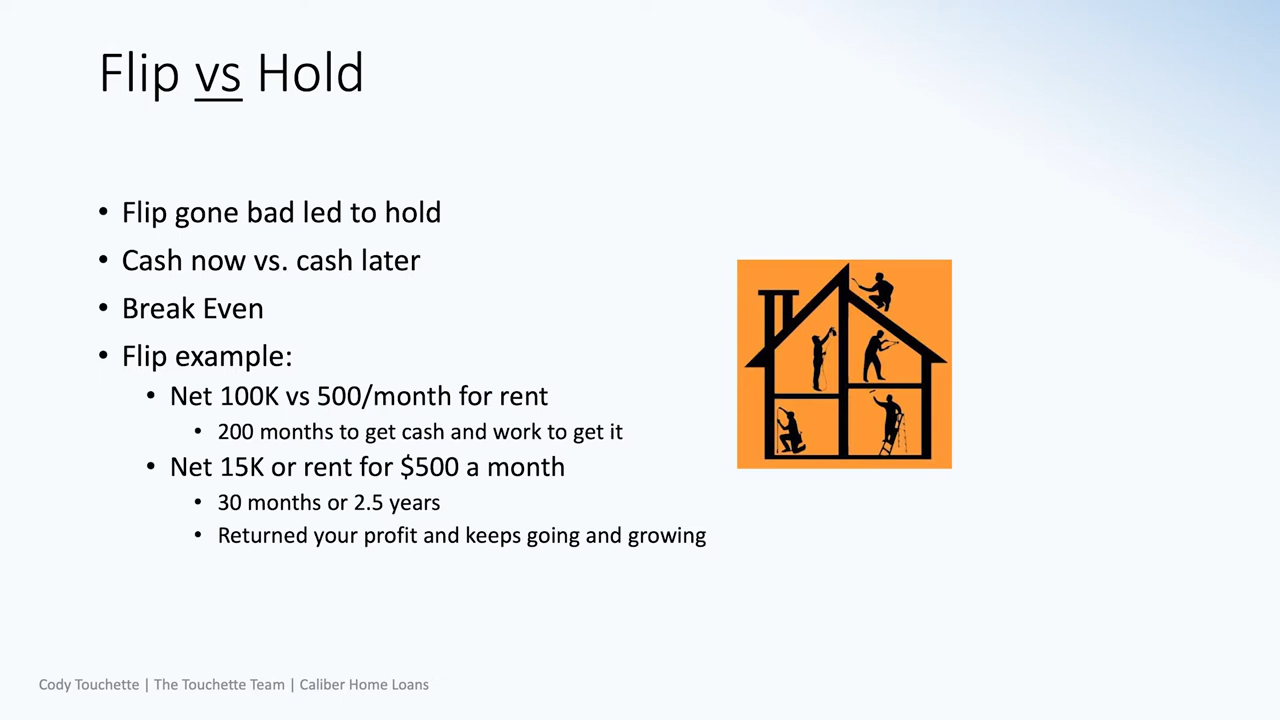 Flip vs Hold
• Flip gone bad led to hold
• Cash now vs. cash later
• Break Even
• Flip example:
• Net 100K vs 500/month for rent
• 200 months to get cash and work to get it
• Net 15K or rent for $500 a month
• 30 months or 2.5 years
• Returned your profit and keeps going and growing
Cody Touchette | The Touchette Team | Caliber Home Loans